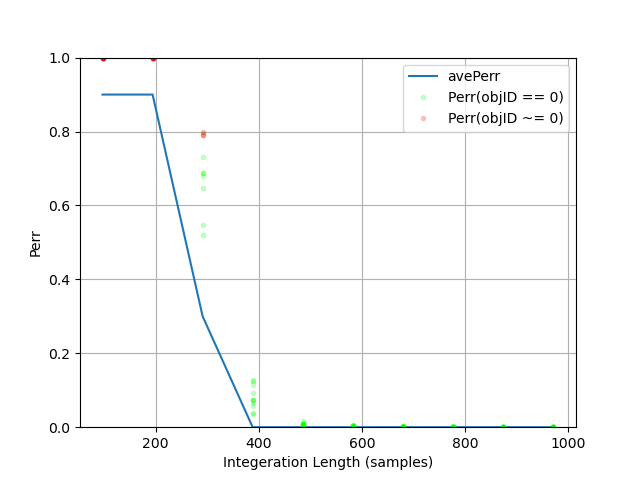 1.0
0.8
0.6
0.4
0.2
0.0
Perr
avePerr
Perr(objID == 0)
Perr(objID ~= 0)
200 400 600 800 1000
Integeration Length (samples)